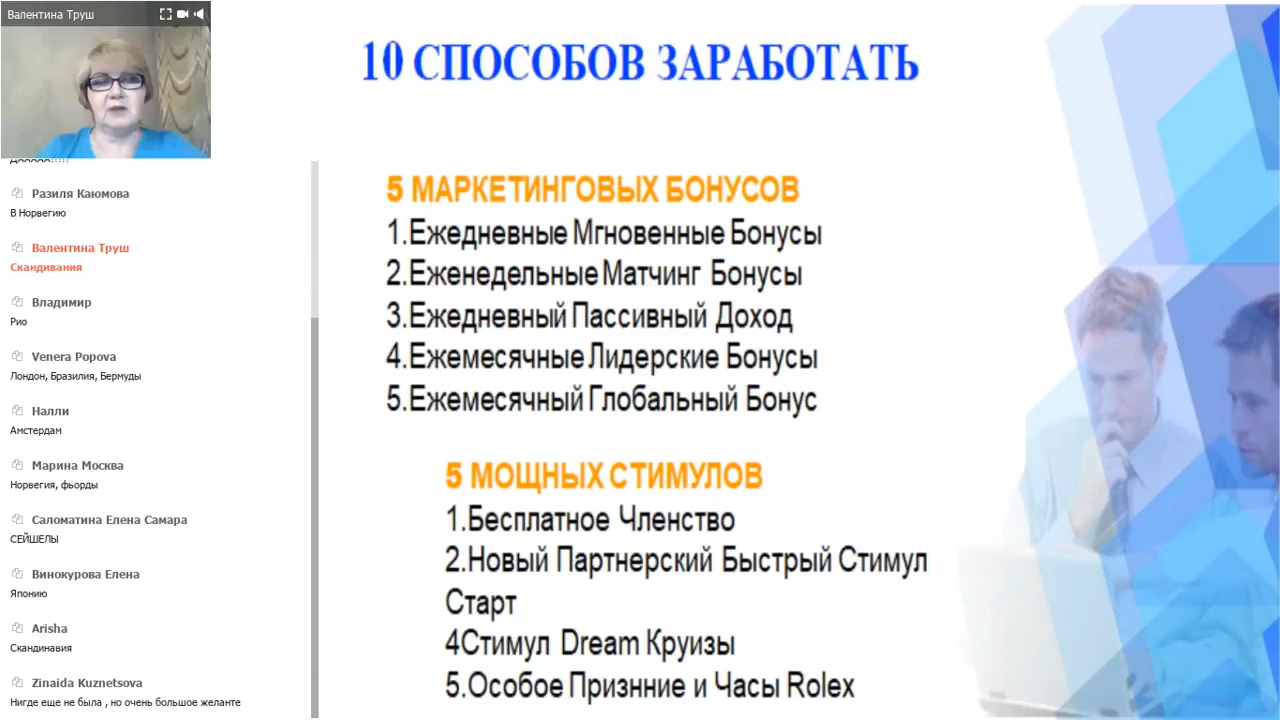 Валентина Труш
10 СПОСОБОВ ЗАРАБОТАТЬ
5 МАРКЕТИНГОВЫХ БОНУСОВ
1.Ежедневные Мгновенные Бонусы
2.Еженедельные Матчинг Бонусы
3.Ежедневный Пассивный Доход
4.Ежемесячные Лидерские Бонусы
5.Ежемесячный Глобальный Бонус
5 МОЩНЫХ СТИМУЛОВ
1.Бесплатное Членство
2.Новый Партнерский Быстрый Стимул
Старт
4Стимул Dream Круизы
5.Особое Признние и Часы Rolex
Разиля Каюмова
В Норвегию
Валентина Труш
Скандивания
Владимир
Рио
Venera Popova
Лондон, Бразилия, Бермуды
Налли
Амстердам
Марина Москва
Норвегия, фьорды
Саломатина Елена Самара
СЕЙШЕЛЫ
Винокурова Елена
Японию
Arisha
Скандинавия
Zinaida Kuznetsova
Нигде еще не была , но очень большое желанте